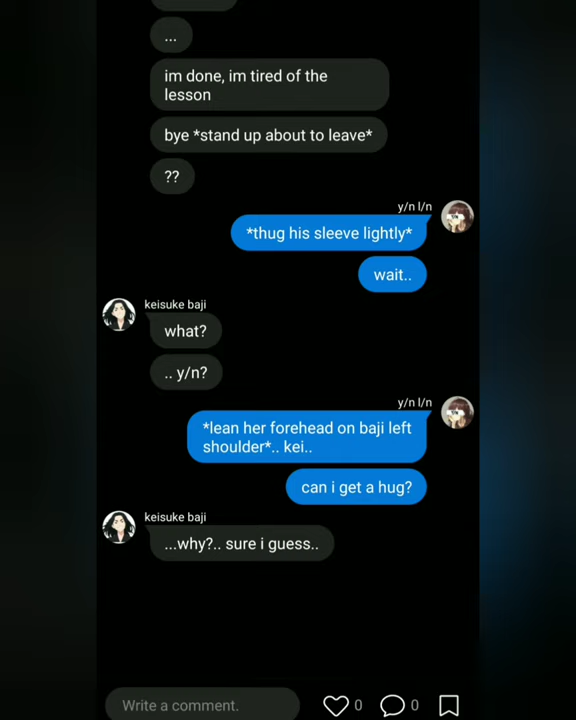 ...
im done, im tired of the
lesson
bye *stand up about to leave*
??
y/n l/n
*thug his sleeve lightly*
wait..
keisuke baji
what?
.. y/n?
y/n l/n
*lean her forehead on baji left
shoulder*.. kei..
can i get a hug?
keisuke baji
...why?.. sure i guess..
Write a comment.
0
0